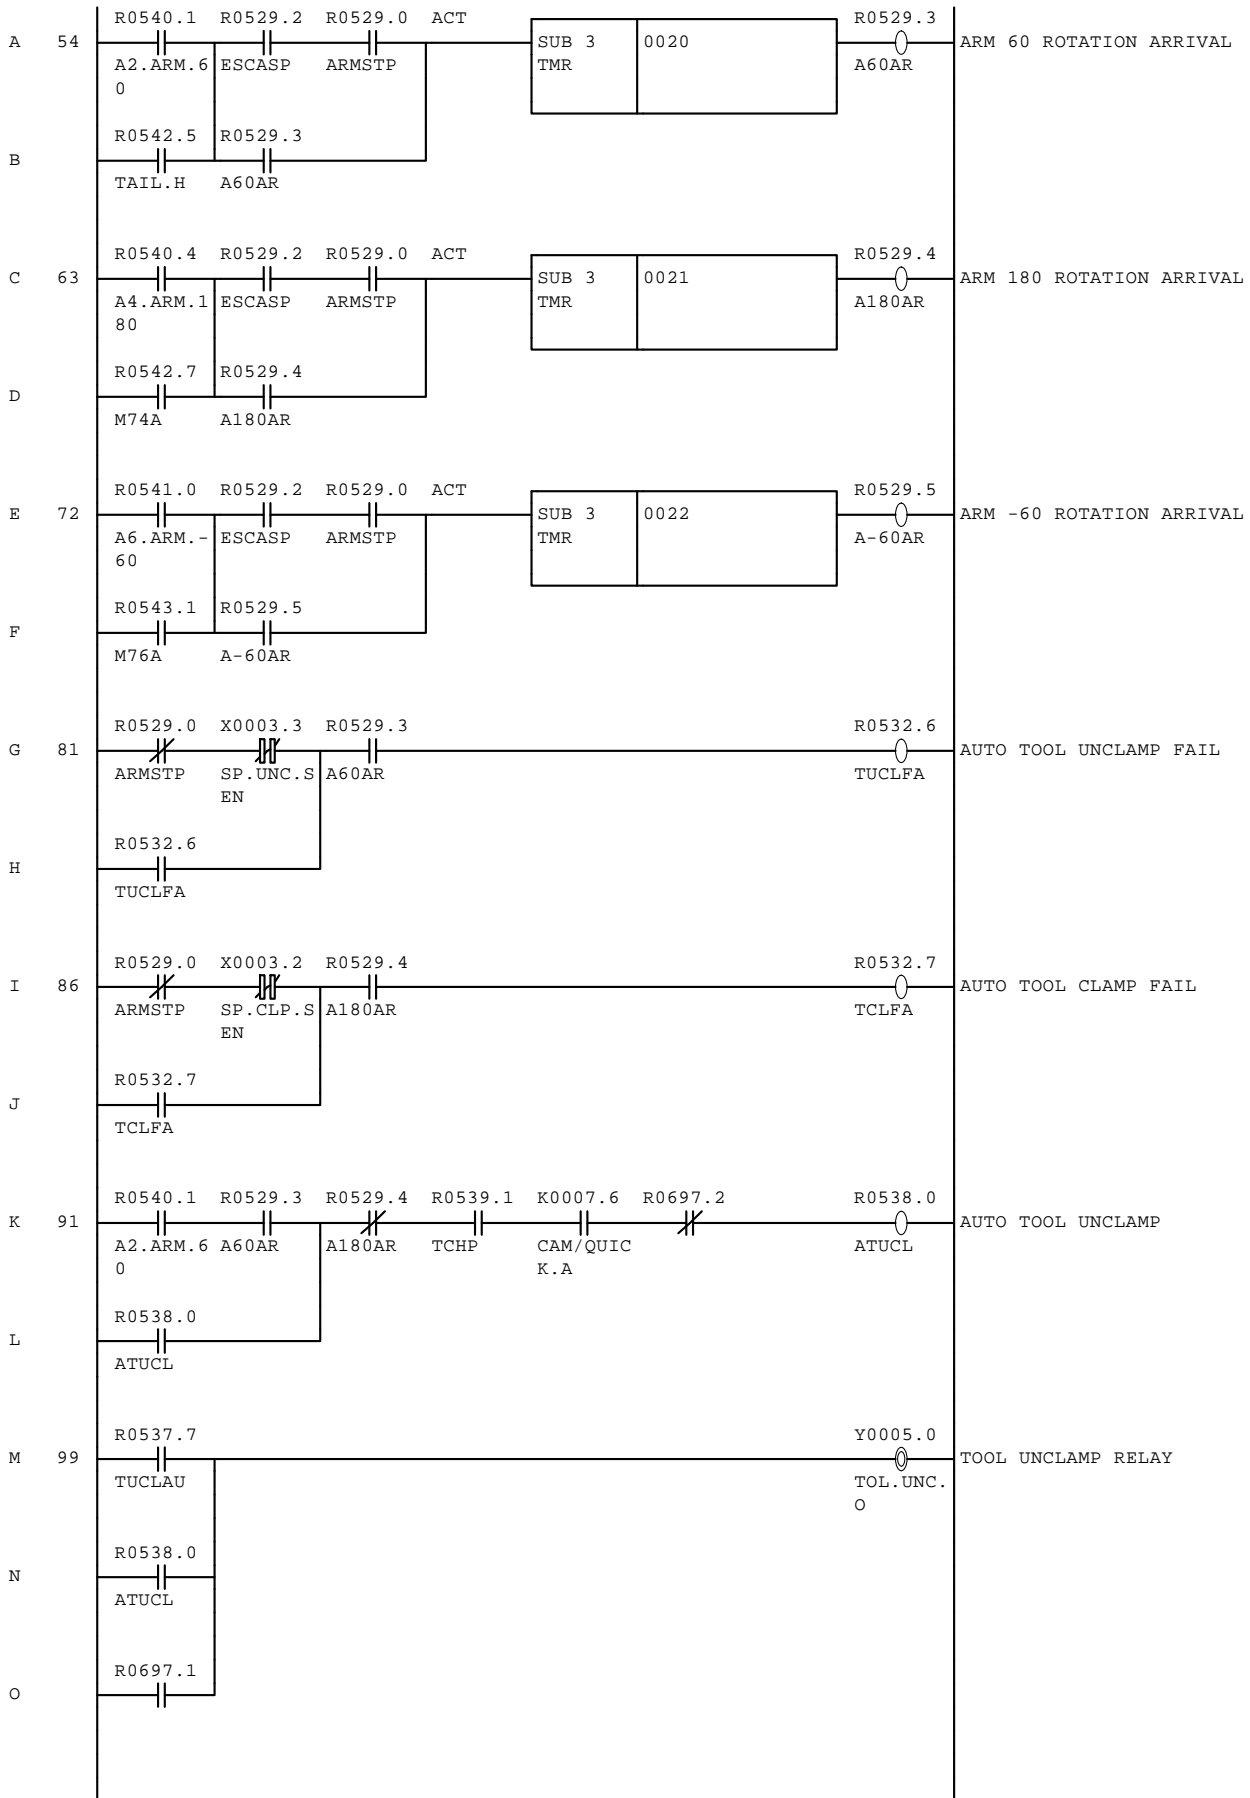 R0540.1 R0529.2 R0529.0 ACT R0529.3
A 54 SUB 3 0020 ARM 60 ROTATION ARRIVAL
A2.ARM.6 ESCASP ARMSTP TMR A60AR
0
R0542.5 R0529.3
B
TAIL.H A60AR
R0540.4 R0529.2 R0529.0 ACT R0529.4
C 63 SUB 3 0021 ARM 180 ROTATION ARRIVAL
A4.ARM.1 ESCASP ARMSTP TMR A180AR
80
R0542.7 R0529.4
D
M74A A180AR
R0541.0 R0529.2 R0529.0 ACT R0529.5
E 72 SUB 3 0022 ARM -60 ROTATION ARRIVAL
A6.ARM.- ESCASP ARMSTP TMR A-60AR
60
R0543.1 R0529.5
F
M76A A-60AR
R0529.0 X0003.3 R0529.3 R0532.6
G 81 AUTO TOOL UNCLAMP FAIL
ARMSTP SP.UNC.S A60AR TUCLFA
EN
R0532.6
H
TUCLFA
R0529.0 X0003.2 R0529.4 R0532.7
I 86 AUTO TOOL CLAMP FAIL
ARMSTP SP.CLP.S A180AR TCLFA
EN
R0532.7
J
TCLFA
R0540.1 R0529.3 R0529.4 R0539.1 K0007.6 R0697.2 R0538.0
K 91 AUTO TOOL UNCLAMP
A2.ARM.6 A60AR A180AR TCHP CAM/QUIC ATUCL
0 K.A
R0538.0
L
ATUCL
R0537.7 Y0005.0
M 99 TOOL UNCLAMP RELAY
TUCLAU TOL.UNC.
O
R0538.0
N
ATUCL
R0697.1
O